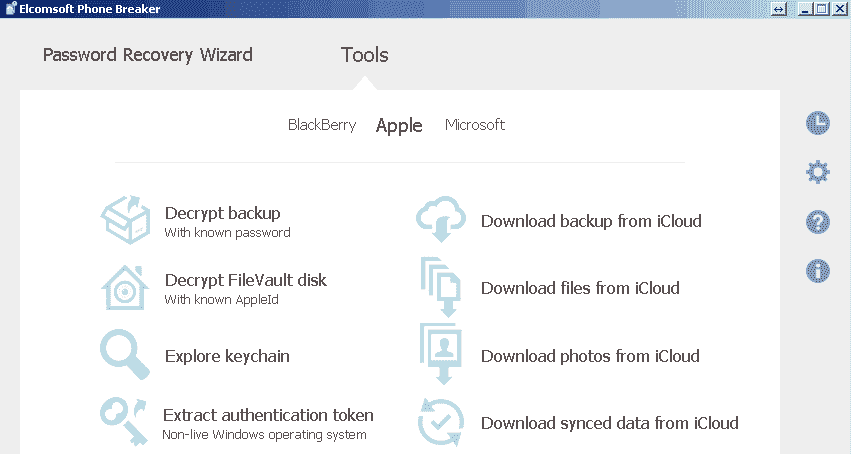 Elcomsoft Phone Breaker
Password Recovery Wizard
Tools
BlackBerry
Apple
Microsoft
Decrypt backup
With known password
Download backup from iCloud
Decrypt FileVault disk
With known AppleId
Download files from iCloud
Explore keychain
Download photos from iCloud
Extract authentication token
Non-live Windows operating system
Download synced data from iCloud